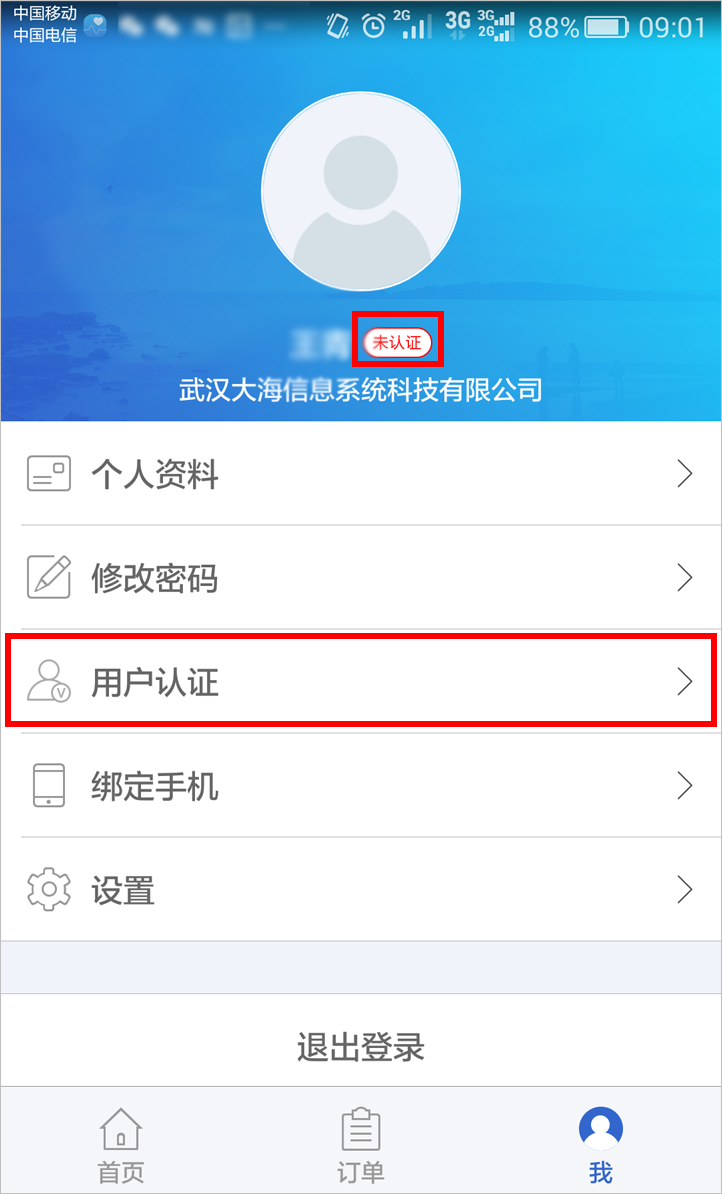 中国移动
中国电信
2G 3G 3G 2G 88% 09:01
未认证
武汉大海信息系统科技有限公司
个人资料
修改密码
用户认证
V
绑定手机
设置
退出登录
首页 订单 我